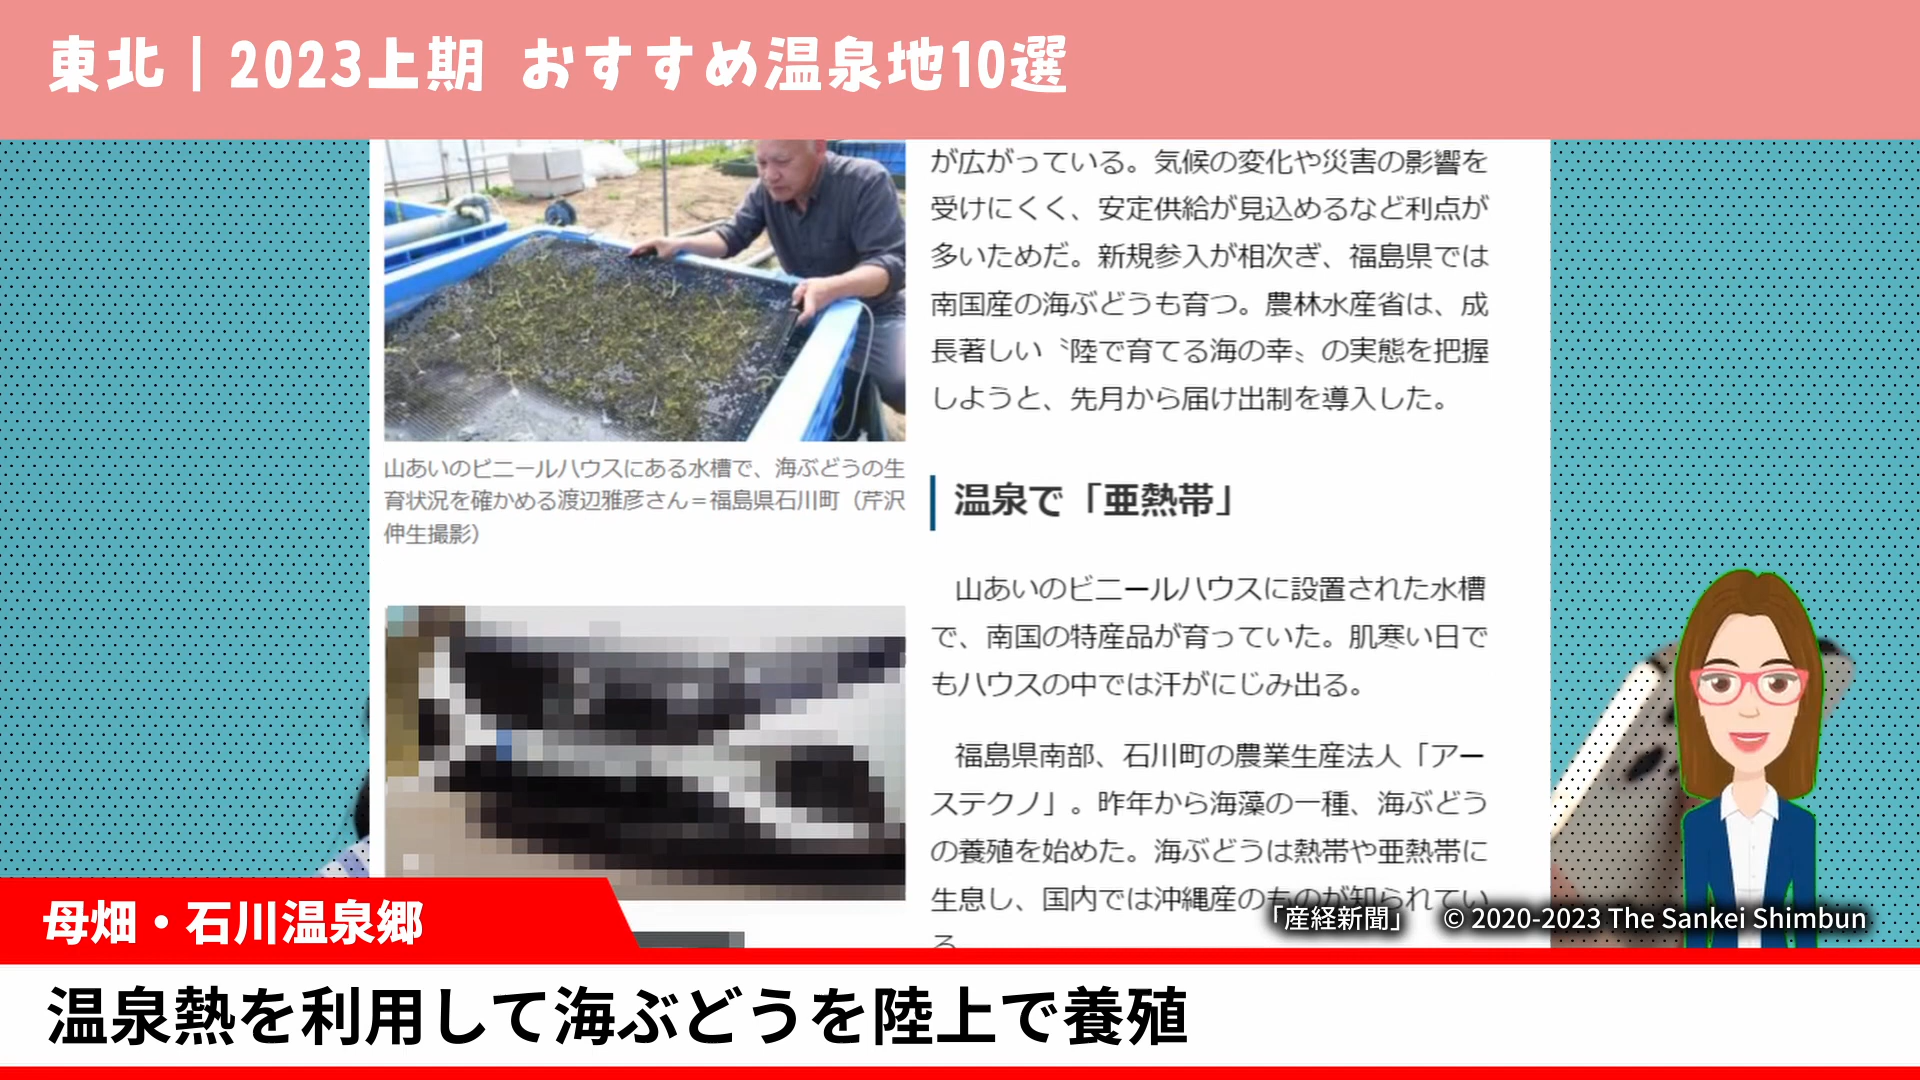 東北｜2023上期 おすすめ温泉地10選
山あいのビニールハウスにある水槽で、海ぶどうの生
育状況を確かめる渡辺雅彦さん＝福島県石川町（芹沢
伸生撮影）
が広がっている。気候の変化や災害の影響を
受けにくく、安定供給が見込めるなど利点が
多いためだ。新規参入が相次ぎ、福島県では
南国産の海ぶどうも育つ。農林水産省は、成
長著しい〝陸で育てる海の幸〟の実態を把握
しようと、先月から届け出制を導入した。
温泉で「亜熱帯」
山あいのビニールハウスに設置された水槽
で、南国の特産品が育っていた。肌寒い日で
もハウスの中では汗がにじみ出る。
福島県南部、石川町の農業生産法人「アー
ステクノ」。昨年から海藻の一種、海ぶどう
の養殖を始めた。海ぶどうは熱帯や亜熱帯に
生息し、国内では沖縄産のものが知られてい
る
「産経新聞」 © 2020-2023 The Sankei Shimbun
母畑・石川温泉郷
温泉熱を利用して海ぶどうを陸上で養殖